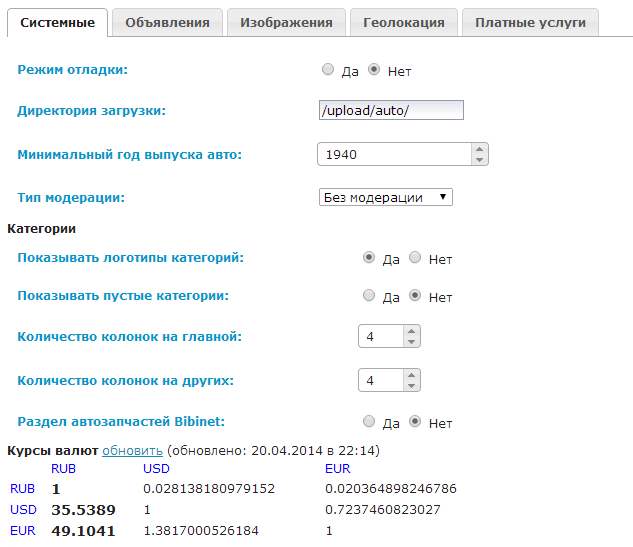 Системные Объявления Изображения Геолокация Платные услуги
Режим отладки: Да Нет
Директория загрузки: /upload/auto/
Минимальный год выпуска авто: 1940
Тип модерации: Без модерации
Категории
Показывать логотипы категорий: Да Нет
Показывать пустые категории: Да Нет
Количество колонок на главной: 4
Количество колонок на других: 4
Раздел автозапчастей Bibinet: Да Нет
Курсы валют обновить (обновлено: 20.04.2014 в 22:14)
RUB USD EUR
RUB 1 0.028138180979152 0.020364898246786
USD 35.5389 1 0.7237460823027
EUR 49.1041 1.3817000526184 1